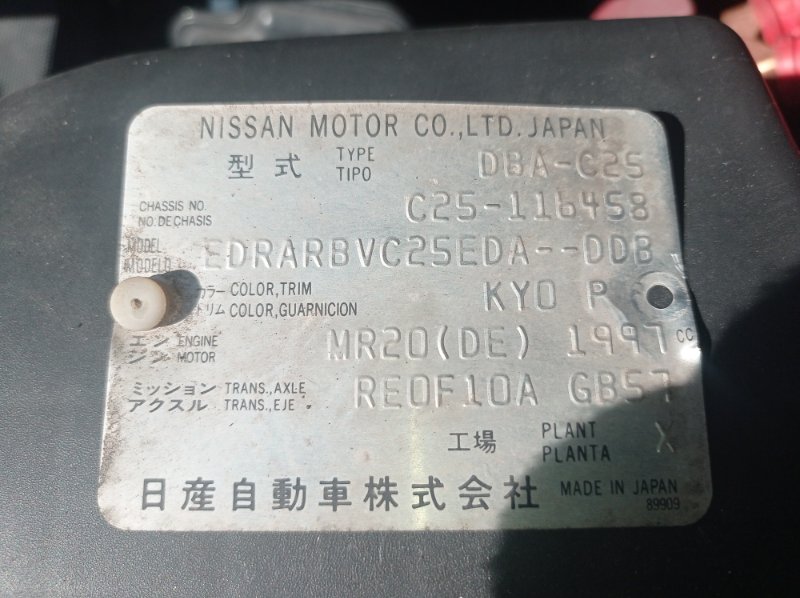 NISSAN MOTOR CO.,LTD. JAPAN
型式 TYPE TIPO DBA-C25
CHASSIS NO. NO.DE CHASIS C25-116458
MODEL MODELO EDRARBVC25EDA--DDB
カラー COLOR,TRIM KY0 P
トリム COLOR,GUARNICION
エンジン ENGINE MOTOR MR20(DE) 1997 cc
ミッション TRANS.,AXLE RE0F10A GB57
アクスル TRANS.,EJE
工場 PLANT PLANTA X
日産自動車株式会社 MADE IN JAPAN
89909